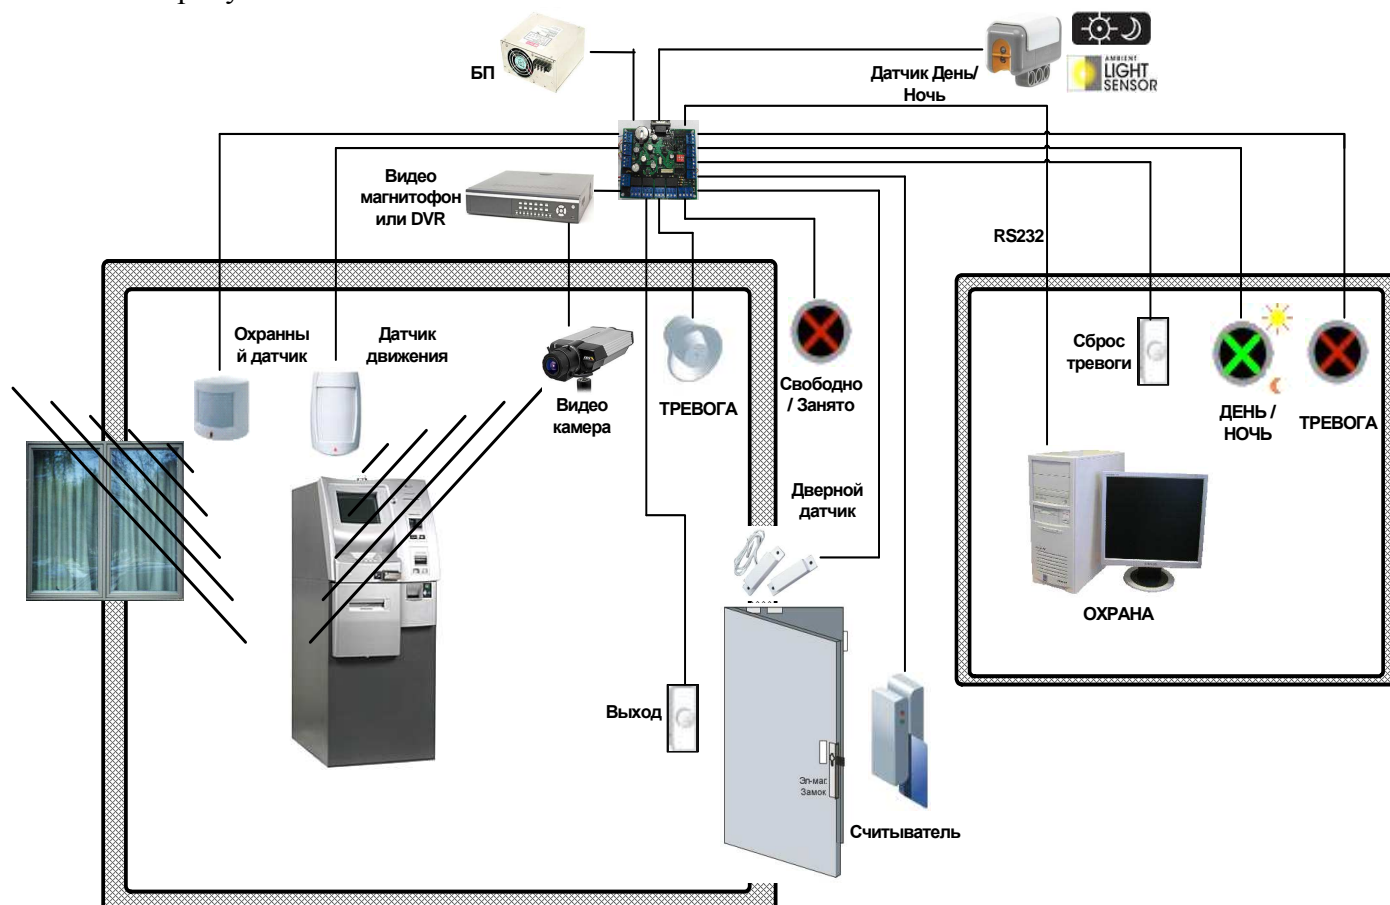 БП
Датчик День/
Ночь
AMBIENT
LIGHT
SENSOR
Видео
магнитофон
или DVR
RS232
Охранны
й датчик
Датчик
движения
Видео
камера
ТРЕВОГА
Свободно
/ Занято
Сброс
тревоги
ДЕНЬ /
НОЧЬ
ТРЕВОГА
Дверной
датчик
ОХРАНА
Выход
Эл-маг
Замок
Считыватель